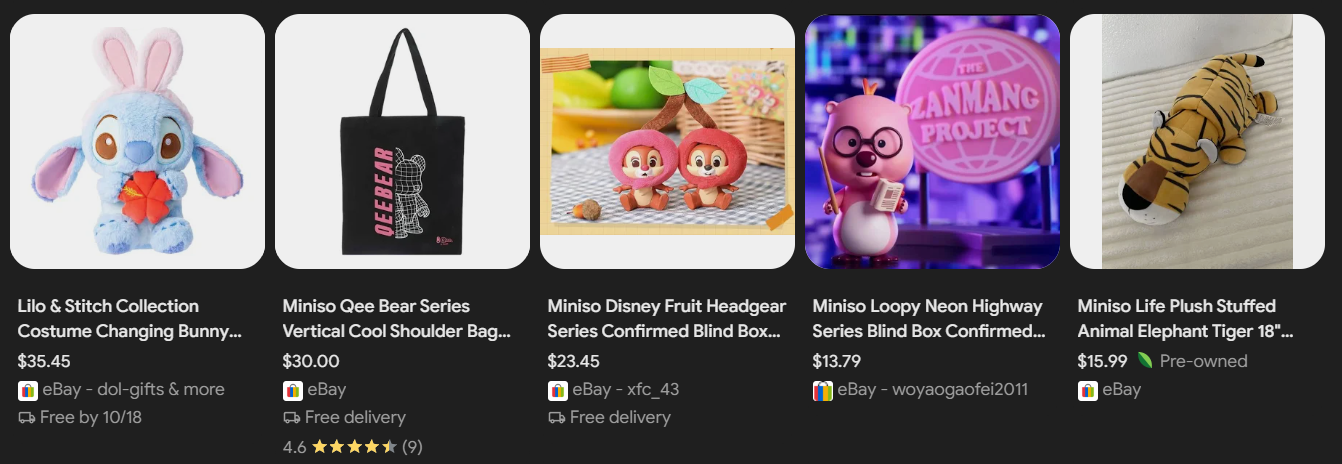 QEEBEAR
THE
ZANMANG
PROJECT
Lilo & Stitch Collection
Costume Changing Bunny...
$35.45
eBay - dol-gifts & more
Free by 10/18
Miniso Qee Bear Series
Vertical Cool Shoulder Bag...
$30.00
eBay
Free delivery
4.6 (9)
Miniso Disney Fruit Headgear
Series Confirmed Blind Box...
$23.45
eBay - xfc_43
Free delivery
Miniso Loopy Neon Highway
Series Blind Box Confirmed...
$13.79
eBay - woyaogaofei2011
Miniso Life Plush Stuffed
Animal Elephant Tiger 18"...
$15.99 Pre-owned
eBay